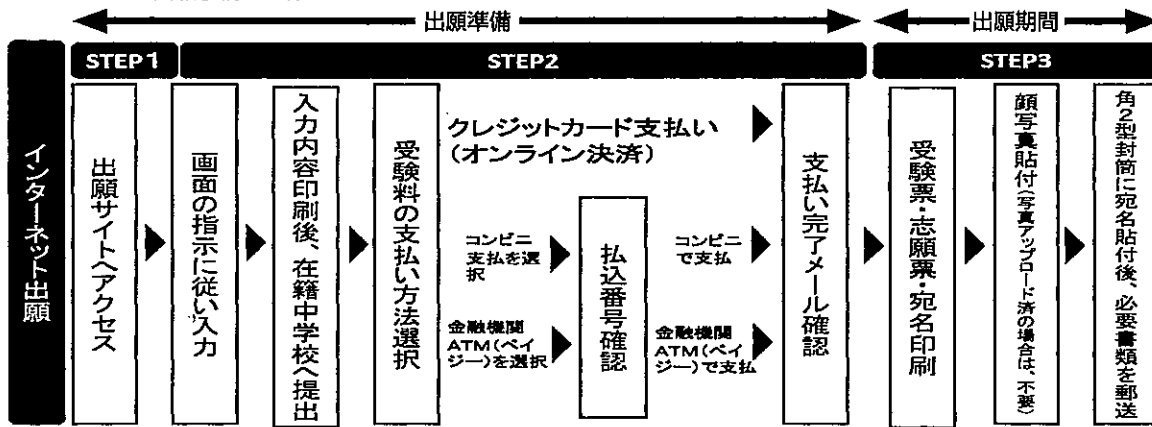 出願準備
出願期間
STEP1
STEP2
STEP3
インターネット出願
出願サイトへアクセス
画面の指示に従い入力
入力内容印刷後、在籍中学校へ提出
受験料の支払い方法選択
クレジットカード支払い
(オンライン決済)
コンビニ
支払を選
択
金融機関
ATM(ペイ
ジー)を選択
払込番号確認
コンビニ
で支払
金融機関
ATM(ペイ
ジー)で支払
支払い完了メール確認
受験票・志願票・宛名印刷
顔写真貼付(写真アップロード済の場合は、不要)
角2型封筒に宛名貼付後、必要書類を郵送